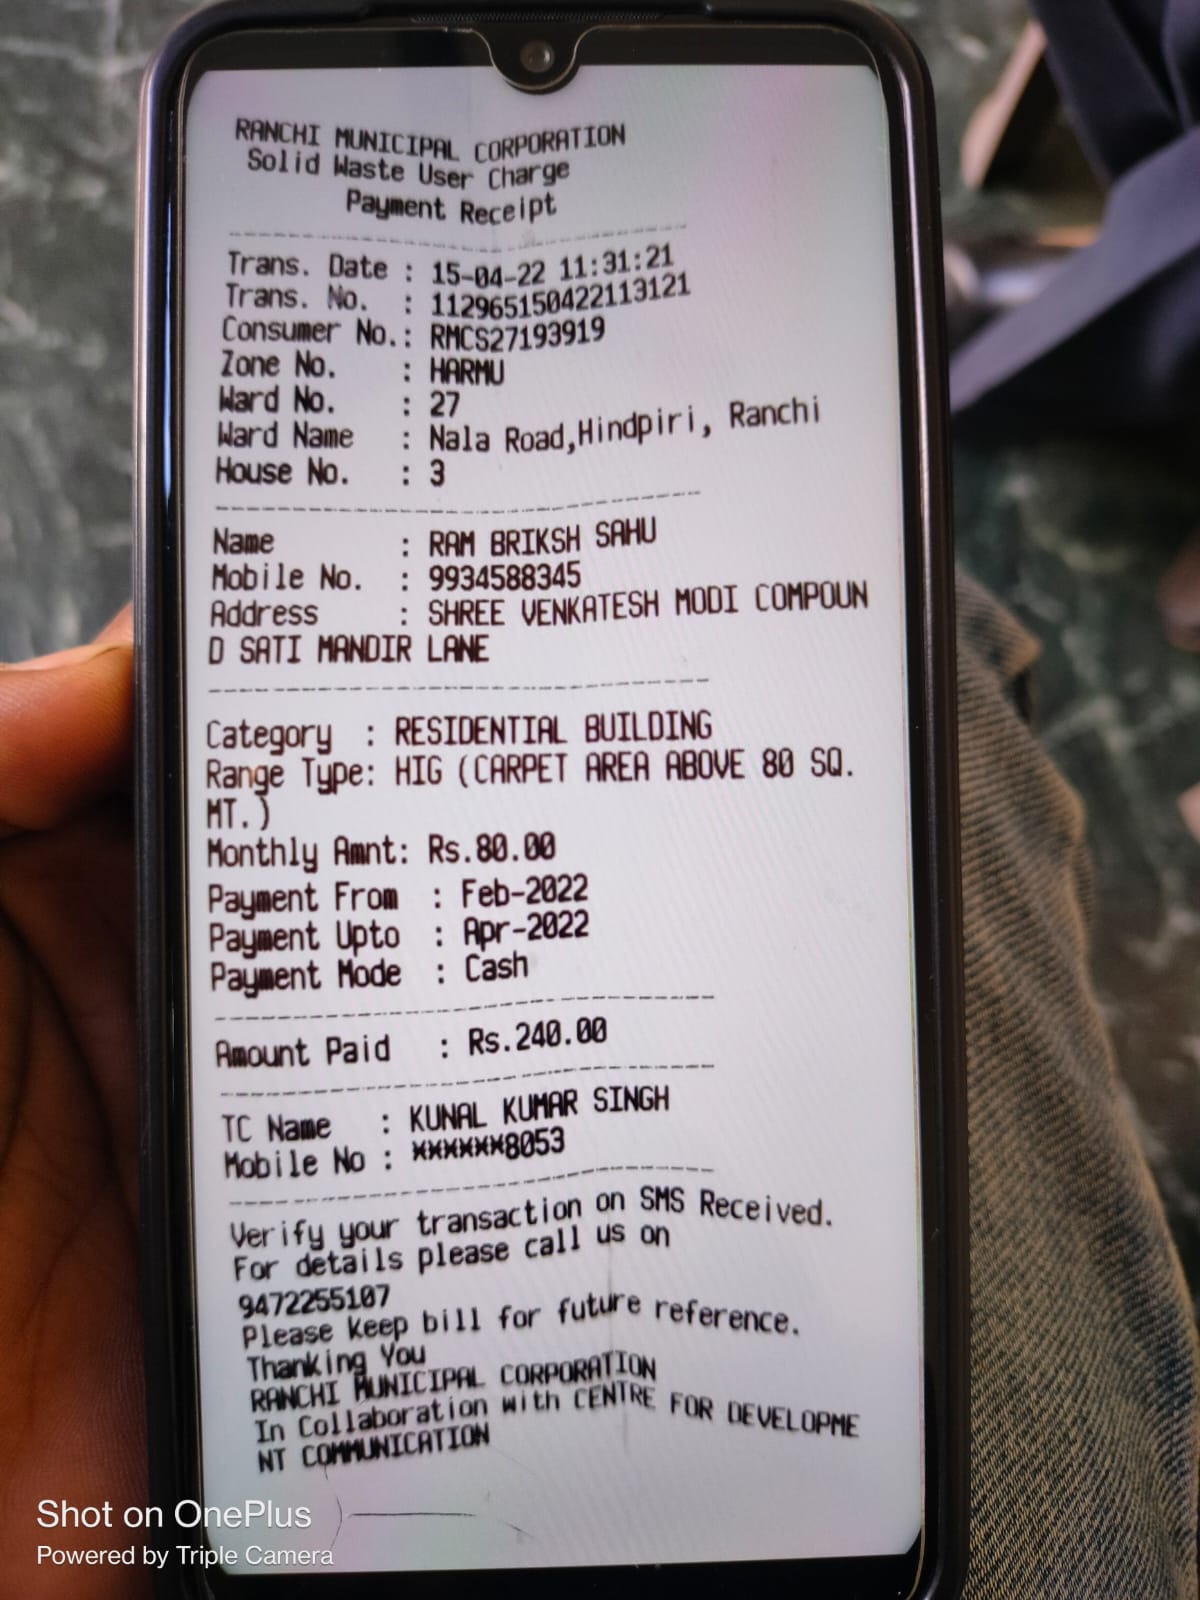 RANCHI MUNICIPAL CORPORATION
Solid Waste User Charge
Payment Receipt
Trans. Date : 15-04-22 11:31:21
Trans. No. : 112965150422113121
Consumer No.: RMCS27193919
Zone No. : HARMU
Ward No. : 27
Ward Name : Nala Road,Hindpiri, Ranchi
House No. : 3
Name : RAM BRIKSH SAHU
Mobile No. : 9934588345
Address : SHREE VENKATESH MODI COMPOUN
D SATI MANDIR LANE
Category : RESIDENTIAL BUILDING
Range Type: HIG (CARPET AREA ABOVE 80 SQ.
MT.)
Monthly Amnt: Rs.80.00
Payment From : Feb-2022
Payment Upto : Apr-2022
Payment Mode : Cash
Amount Paid : Rs.240.00
TC Name : KUNAL KUMAR SINGH
Mobile No : ******8053
Verify your transaction on SMS Received.
For details please call us on
9472255107
Please keep bill for future reference.
Thanking You
RANCHI MUNICIPAL CORPORATION
In Collaboration with CENTRE FOR DEVELOPME
NT COMMUNICATION
Shot on OnePlus
Powered by Triple Camera